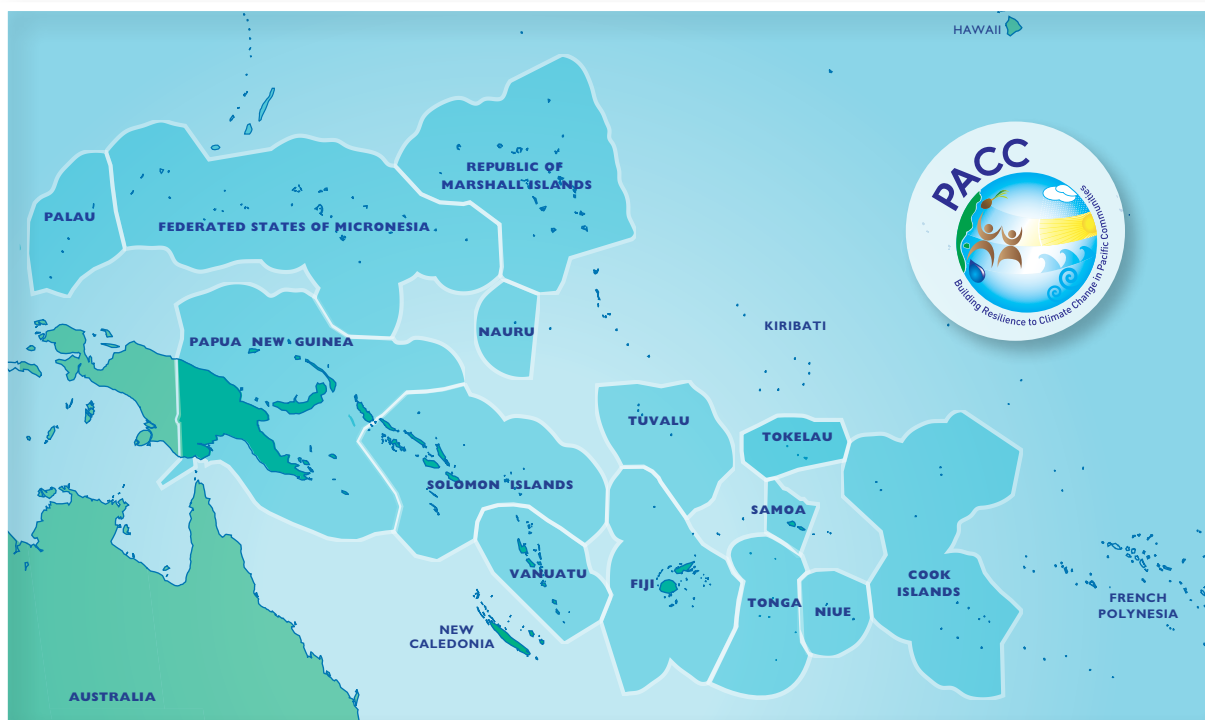 HAWAII
PACC
Building Resilience to Climate Change in Pacific Communities
REPUBLIC OF
MARSHALL ISLANDS
PALAU
FEDERATED STATES OF MICRONESIA
NAURU
KIRIBATI
PAPUA NEW GUINEA
TUVALU
TOKELAU
SOLOMON ISLANDS
SAMOA
VANUATU
FIJI
COOK
ISLANDS
TONGA
NIUE
FRENCH
POLYNESIA
NEW
CALEDONIA
AUSTRALIA